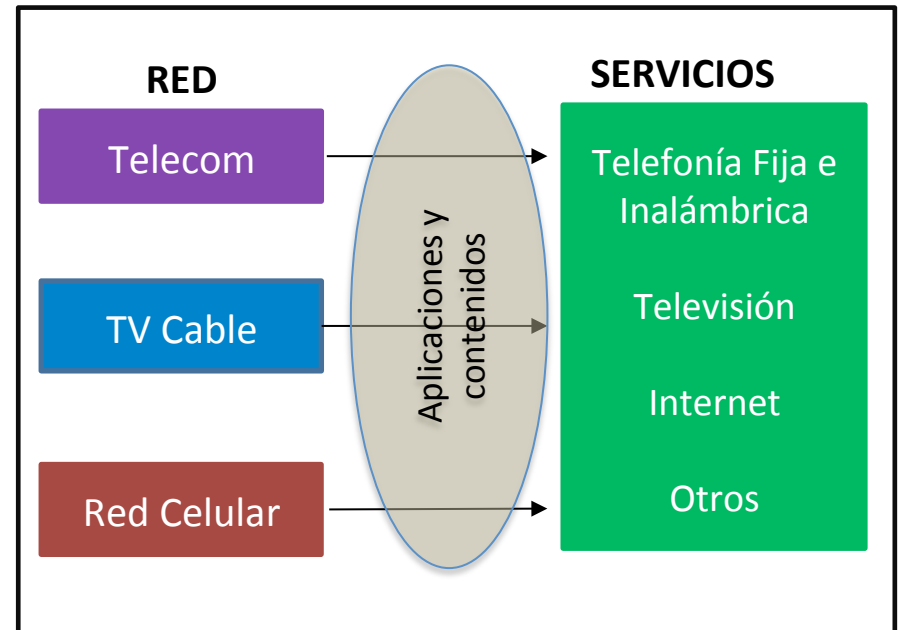 RED
SERVICIOS
Telecom
TV Cable
Red Celular
Aplicaciones y
contenidos
Telefonía Fija e
Inalámbrica
Televisión
Internet
Otros